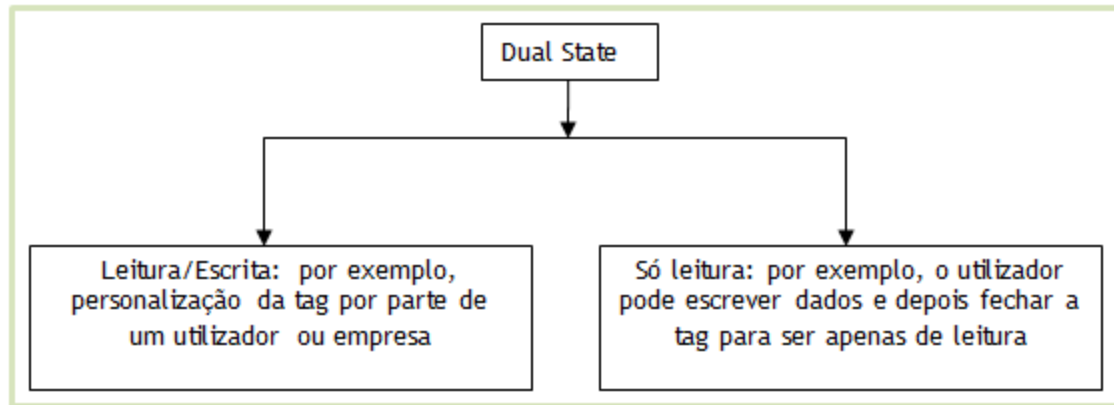 Dual State
Leitura/Escrita: por exemplo,
personalização da tag por parte de
um utilizador ou empresa
Só leitura: por exemplo, o utilizador
pode escrever dados e depois fechar a
tag para ser apenas de leitura